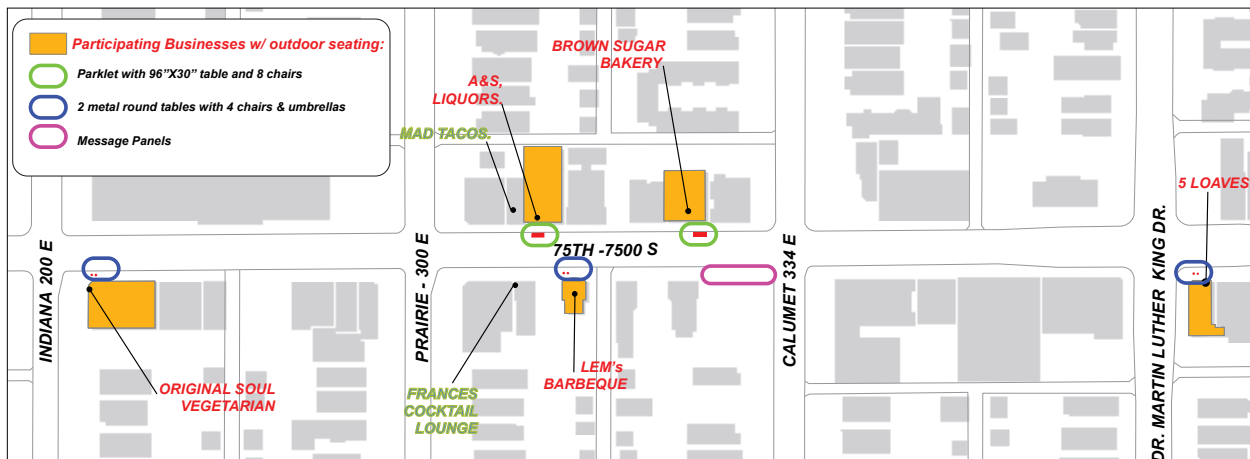 Participating Businesses w/ outdoor seating:
Parklet with 96”X30” table and 8 chairs
2 metal round tables with 4 chairs & umbrellas
Message Panels
BROWN SUGAR
BAKERY
A&S,
LIQUORS.
MAD TACOS.
5 LOAVES
75TH -7500 S
INDIANA 200 E
PRAIRIE - 300 E
CALUMET 334 E
DR. MARTIN LUTHER KING DR.
ORIGINAL SOUL
VEGETARIAN
FRANCES
COCKTAIL
LOUNGE
LEM's
BARBEQUE